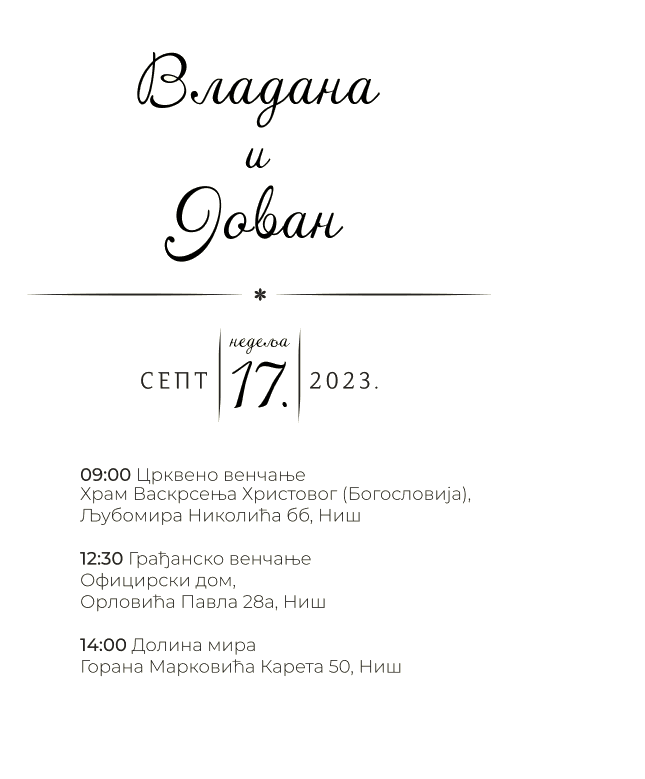 Владана
и
Јован
*
недеља
СЕПТ 17. 2023.
09:00 Црквено венчање
Храм Васкрсења Христовог (Богословија),
Љубомира Николића бб, Ниш
12:30 Грађанско венчање
Официрски дом,
Орловића Павла 28а, Ниш
14:00 Долина мира
Горана Марковића Карета 50, Ниш